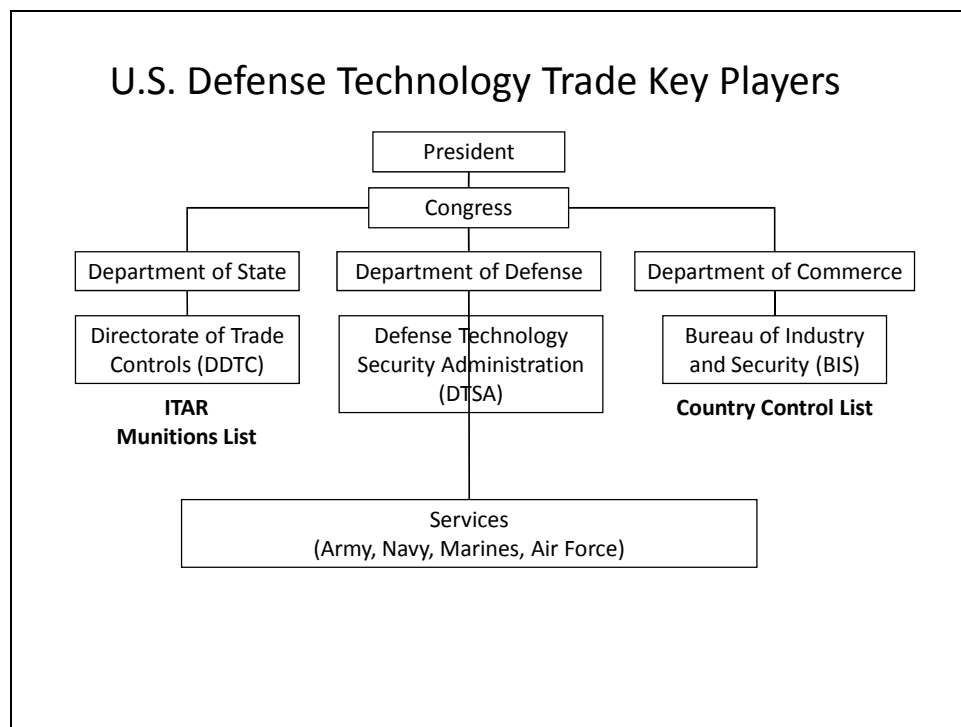 U.S. Defense Technology Trade Key Players
President
Congress
Department of State
Department of Defense
Department of Commerce
Directorate of Trade
Controls (DDTC)
Defense Technology
Security Administration
(DTSA)
Bureau of Industry
and Security (BIS)
ITAR
Munitions List
Country Control List
Services
(Army, Navy, Marines, Air Force)